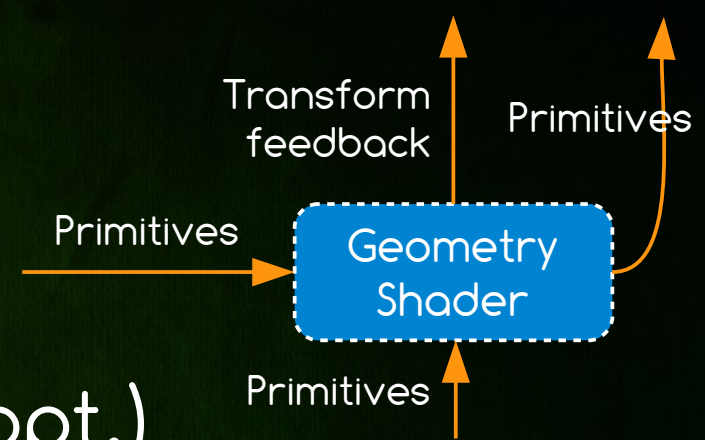 Transform
feedback
Primitives
Primitives
Geometry
Shader
Primitives